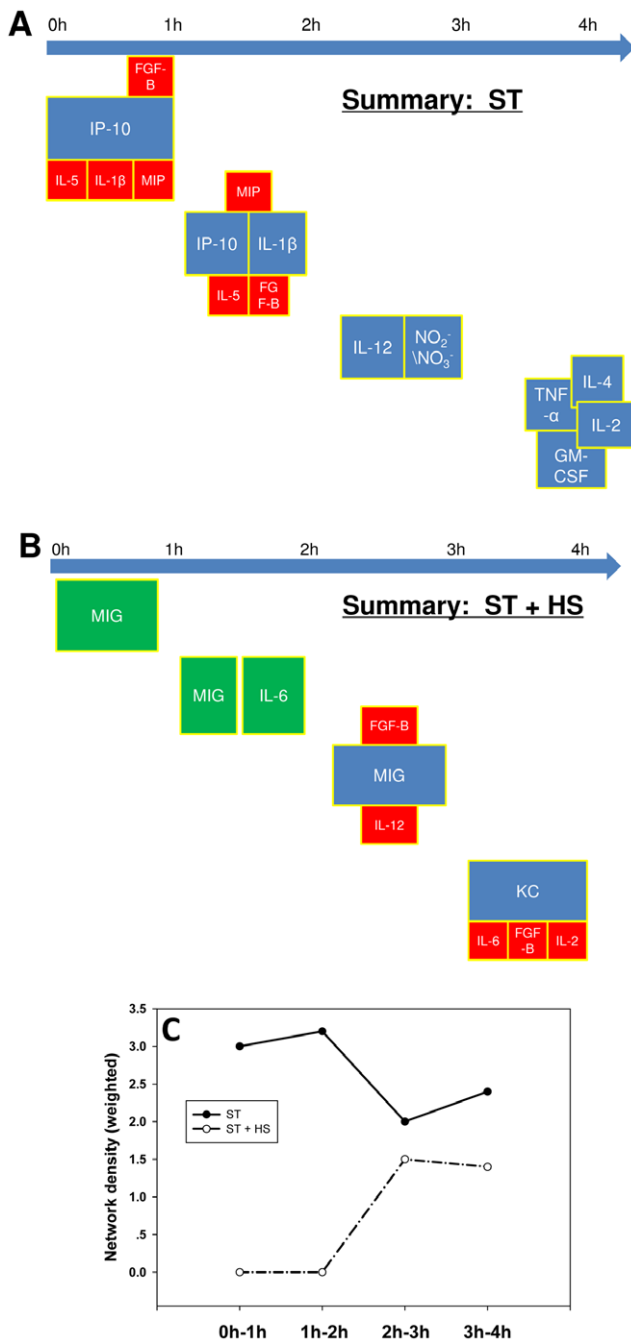 A
0h 1h 2h 3h 4h
Summary: ST
FGF-
B
IP-10
IL-5 IL-1β MIP
MIP
IP-10 IL-1β
IL-5 FG
F-B
IL-12 NO₂⁻
\NO₃⁻
IL-4
TNF
-α
IL-2
GM-
CSF
B
0h 1h 2h 3h 4h
Summary: ST + HS
MIG
MIG IL-6
FGF-B
MIG
IL-12
KC
IL-6 FGF
-B IL-2
C
Network density (weighted)
3.5
3.0
2.5
2.0
1.5
1.0
.5
0.0
ST
ST + HS
0h-1h 1h-2h 2h-3h 3h-4h